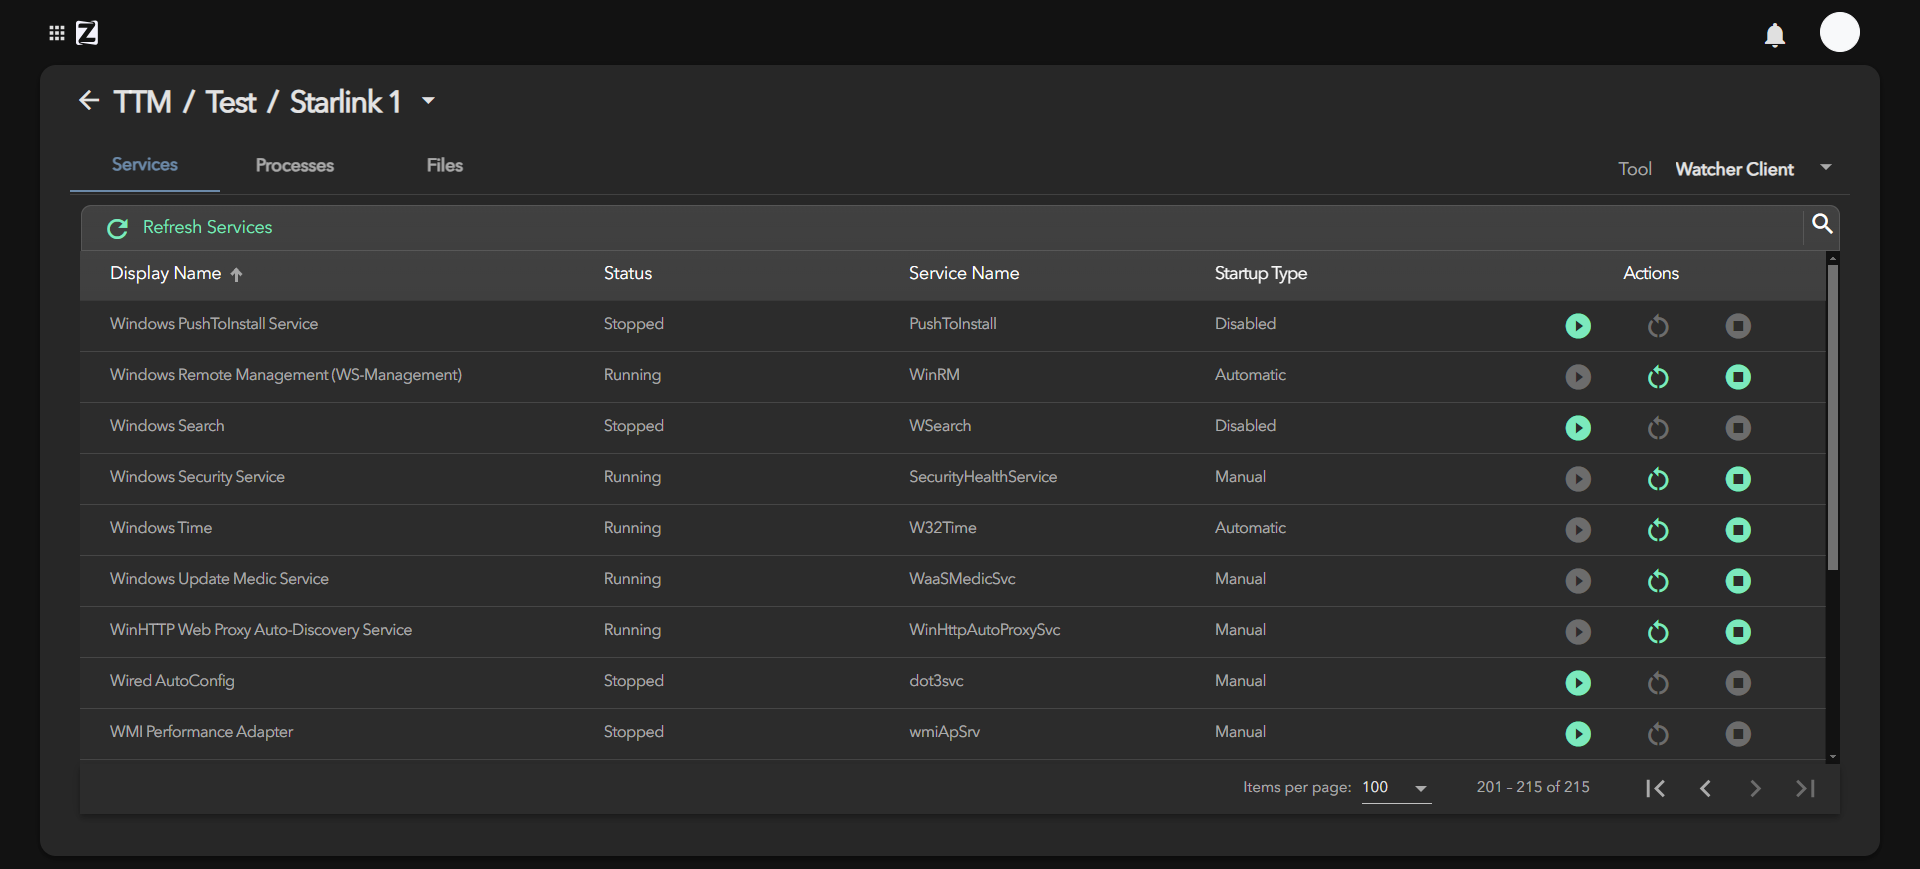 Z
TTM / Test / Starlink 1
Services Processes Files Tool Watcher Client
Refresh Services
Display Name Status Service Name Startup Type Actions
Windows PushToInstall Service Stopped PushToInstall Disabled
Windows Remote Management (WS-Management) Running WinRM Automatic
Windows Search Stopped WSearch Disabled
Windows Security Service Running SecurityHealthService Manual
Windows Time Running W32Time Automatic
Windows Update Medic Service Running WaaSMedicSvc Manual
WinHTTP Web Proxy Auto-Discovery Service Running WinHttpAutoProxySvc Manual
Wired AutoConfig Stopped dot3svc Manual
WMI Performance Adapter Stopped wmiApSrv Manual
Items per page: 100 201 - 215 of 215